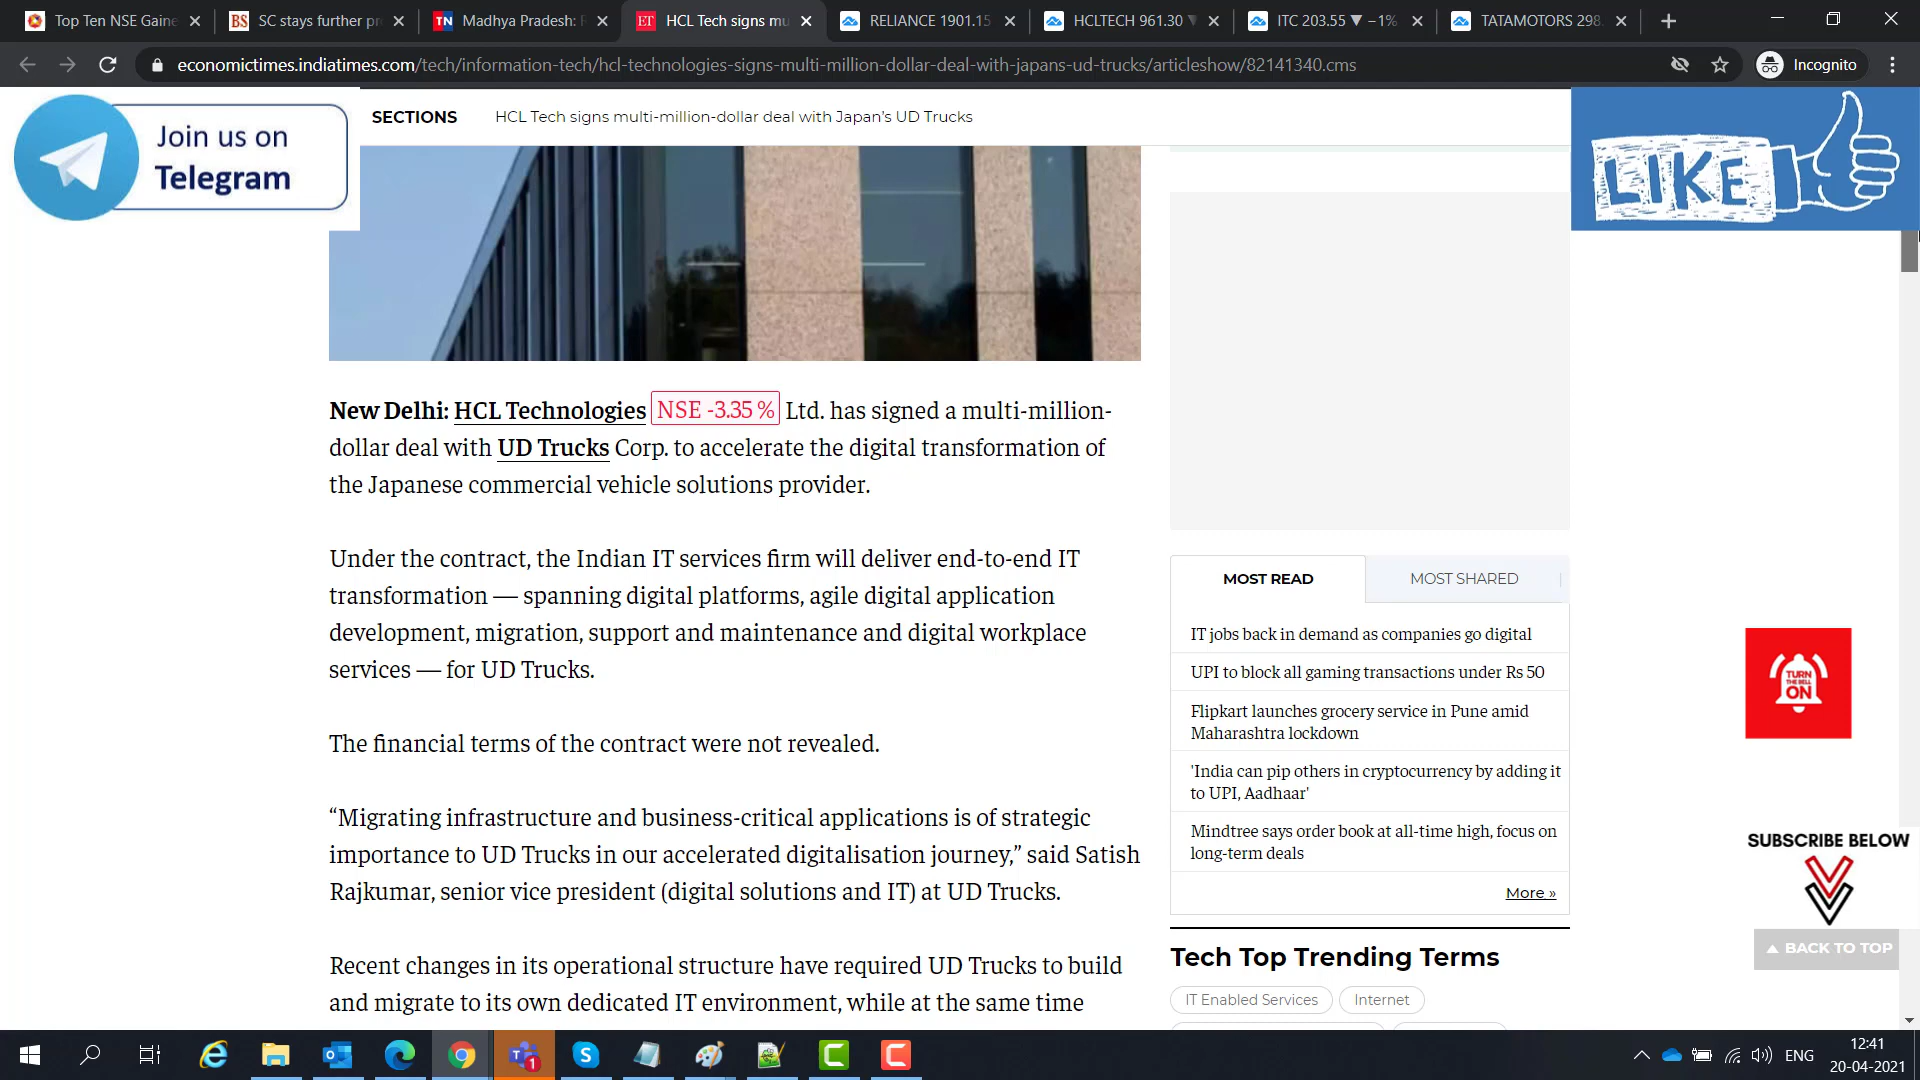 Top Ten NSE Gaine
BS
SC stays further pr
TN
Madhya Pradesh: R
ET
HCL Tech signs mu
RELIANCE 1901.15
HCLTECH 961.30 ▼
ITC 203.55 ▼ −1%
TATAMOTORS 298.
economictimes.indiatimes.com/tech/information-tech/hcl-technologies-signs-multi-million-dollar-deal-with-japans-ud-trucks/articleshow/82141340.cms
Incognito
Join us on
Telegram
SECTIONS
HCL Tech signs multi-million-dollar deal with Japan's UD Trucks
LIKE
New Delhi: HCL Technologies NSE -3.35 % Ltd. has signed a multi-million-
dollar deal with UD Trucks Corp. to accelerate the digital transformation of
the Japanese commercial vehicle solutions provider.
Under the contract, the Indian IT services firm will deliver end-to-end IT
transformation — spanning digital platforms, agile digital application
development, migration, support and maintenance and digital workplace
services — for UD Trucks.
The financial terms of the contract were not revealed.
“Migrating infrastructure and business-critical applications is of strategic
importance to UD Trucks in our accelerated digitalisation journey,” said Satish
Rajkumar, senior vice president (digital solutions and IT) at UD Trucks.
Recent changes in its operational structure have required UD Trucks to build
and migrate to its own dedicated IT environment, while at the same time
MOST READ
MOST SHARED
IT jobs back in demand as companies go digital
UPI to block all gaming transactions under Rs 50
Flipkart launches grocery service in Pune amid
Maharashtra lockdown
'India can pip others in cryptocurrency by adding it
to UPI, Aadhaar'
Mindtree says order book at all-time high, focus on
long-term deals
More »
Tech Top Trending Terms
IT Enabled Services
Internet
TURN
THE BELL
ON
SUBSCRIBE BELOW
BACK TO TOP
1
ENG
12:41
20-04-2021